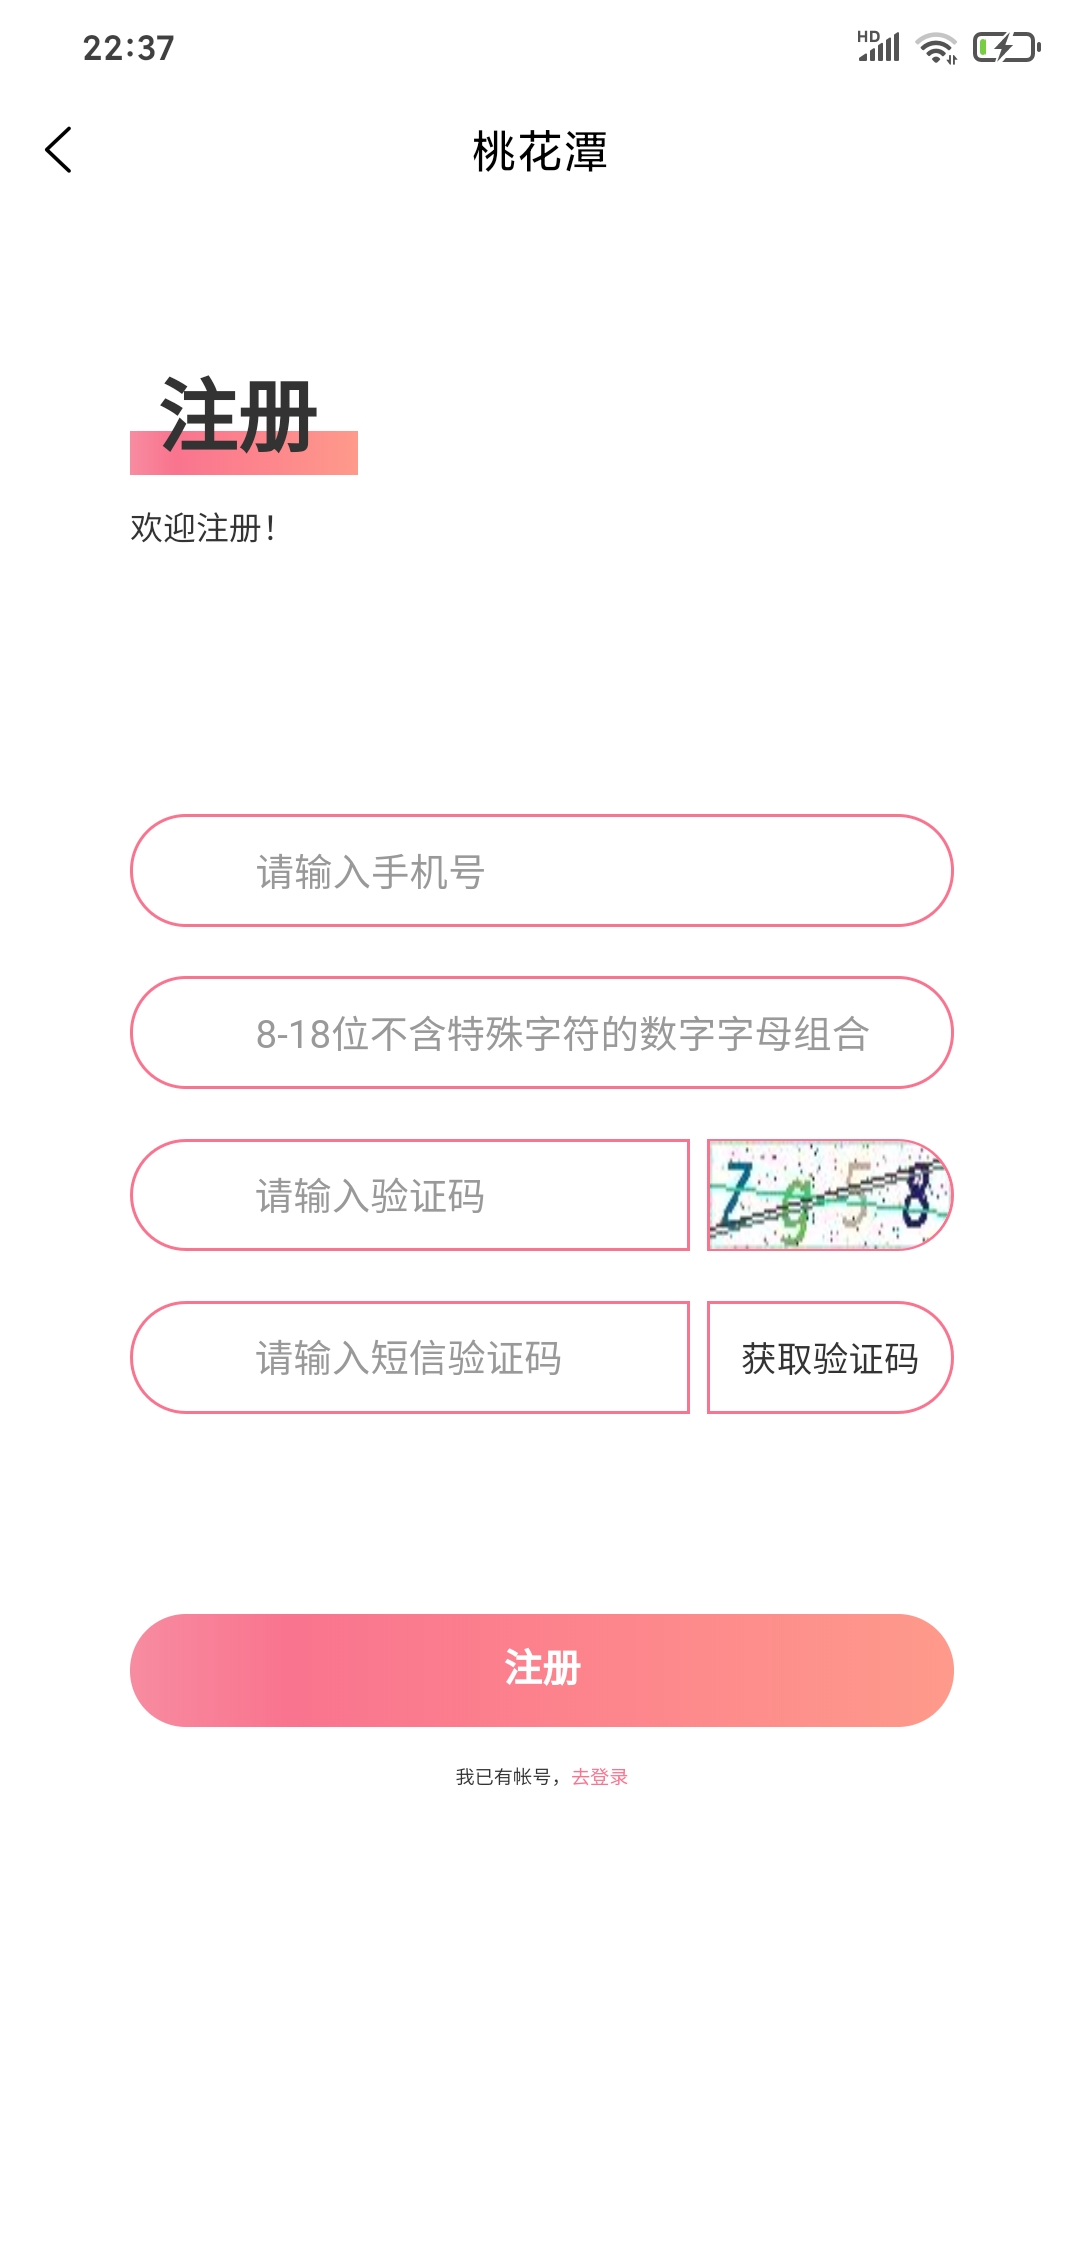 22:37
HD
桃花潭
注册
欢迎注册!
请输入手机号
8-18位不含特殊字符的数字字母组合
请输入验证码
Z958
请输入短信验证码
获取验证码
注册
我已有帐号，去登录